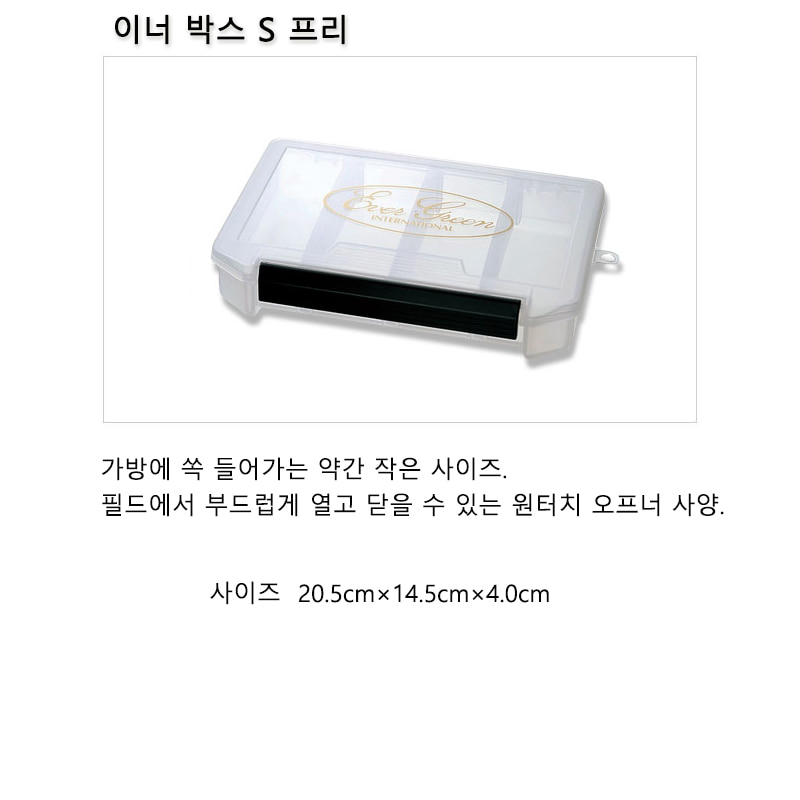 이너 박스 S 프리
Ever Green
INTERNATIONAL
가방에 쏙 들어가는 약간 작은 사이즈.
필드에서 부드럽게 열고 닫을 수 있는 원터치 오프너 사양.
사이즈 20.5cm×14.5cm×4.0cm